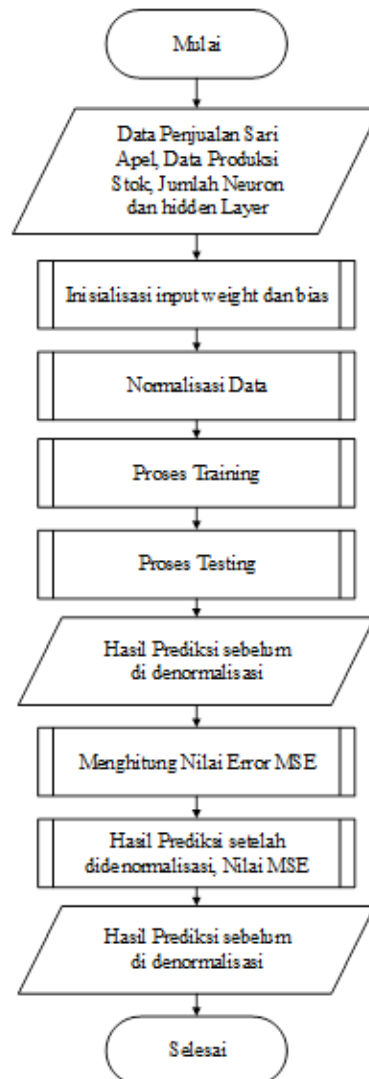 Mulai
Data Penjualan Sari
Apel, Data Produksi
Stok, Jumlah Neuron
dan hidden Layer
Inisialisasi input weight dan bias
Normalisasi Data
Proses Training
Proses Testing
Hasil Prediksi sebelum
di denormalisasi
Menghitung Nilai Error MSE
Hasil Prediksi setelah
didenormalisasi, Nilai MSE
Hasil Prediksi sebelum
di denormalisasi
Selesai